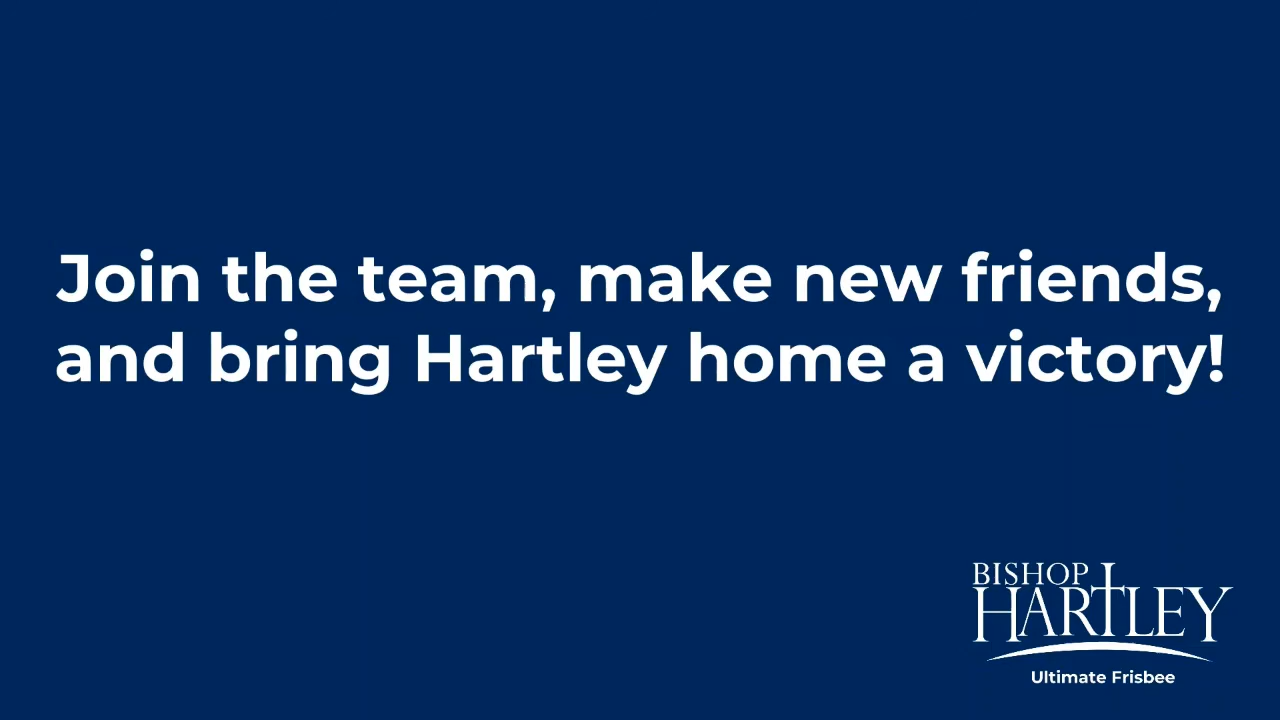 Join the team, make new friends,
and bring Hartley home a victory!
BISHOP
HARTLEY
Ultimate Frisbee